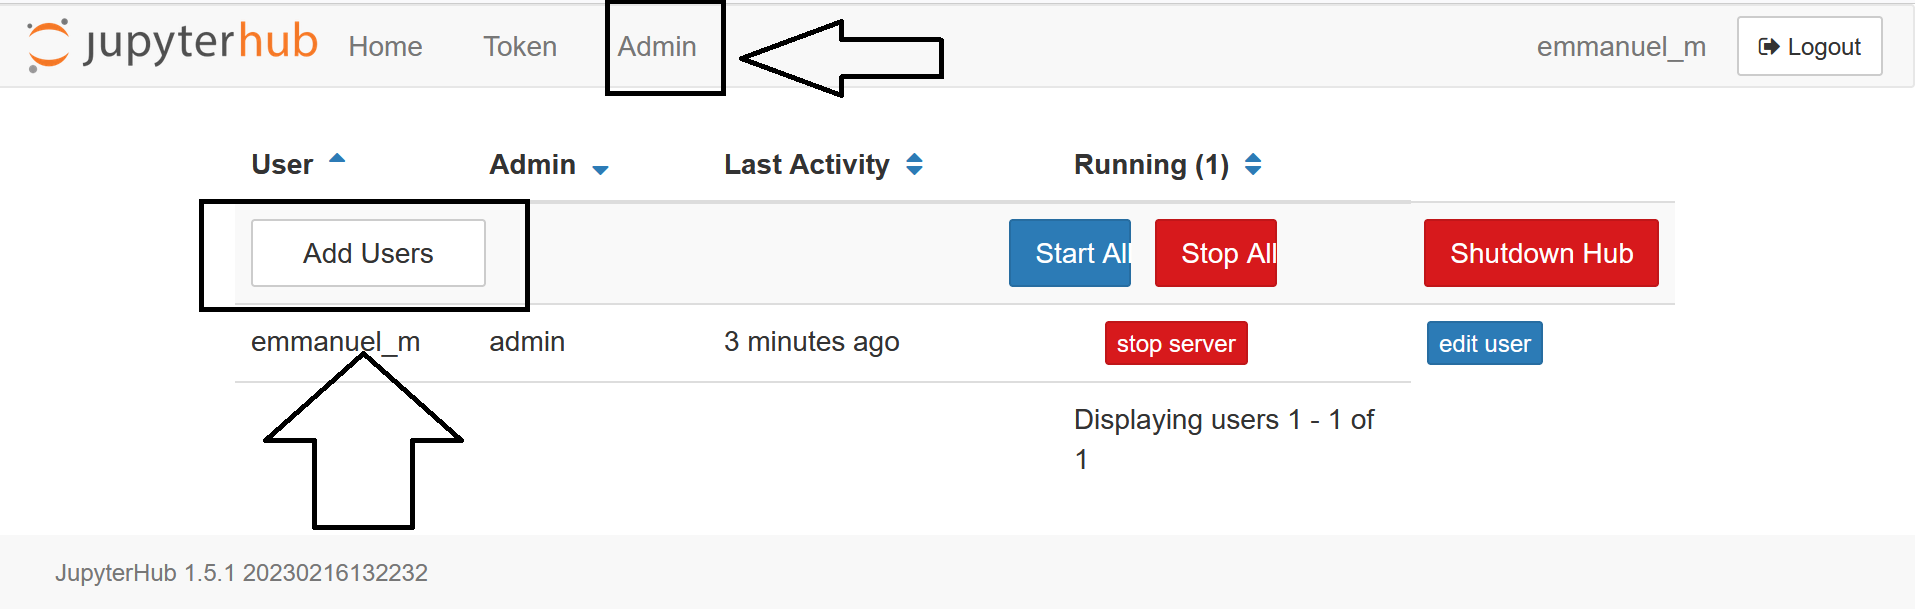 jupyterhub Home Token Admin emmanuel_m Logout
User Admin Last Activity Running (1)
Add Users Start All Stop All Shutdown Hub
emmanuel_m admin 3 minutes ago stop server edit user
Displaying users 1 - 1 of
1
JupyterHub 1.5.1 20230216132232